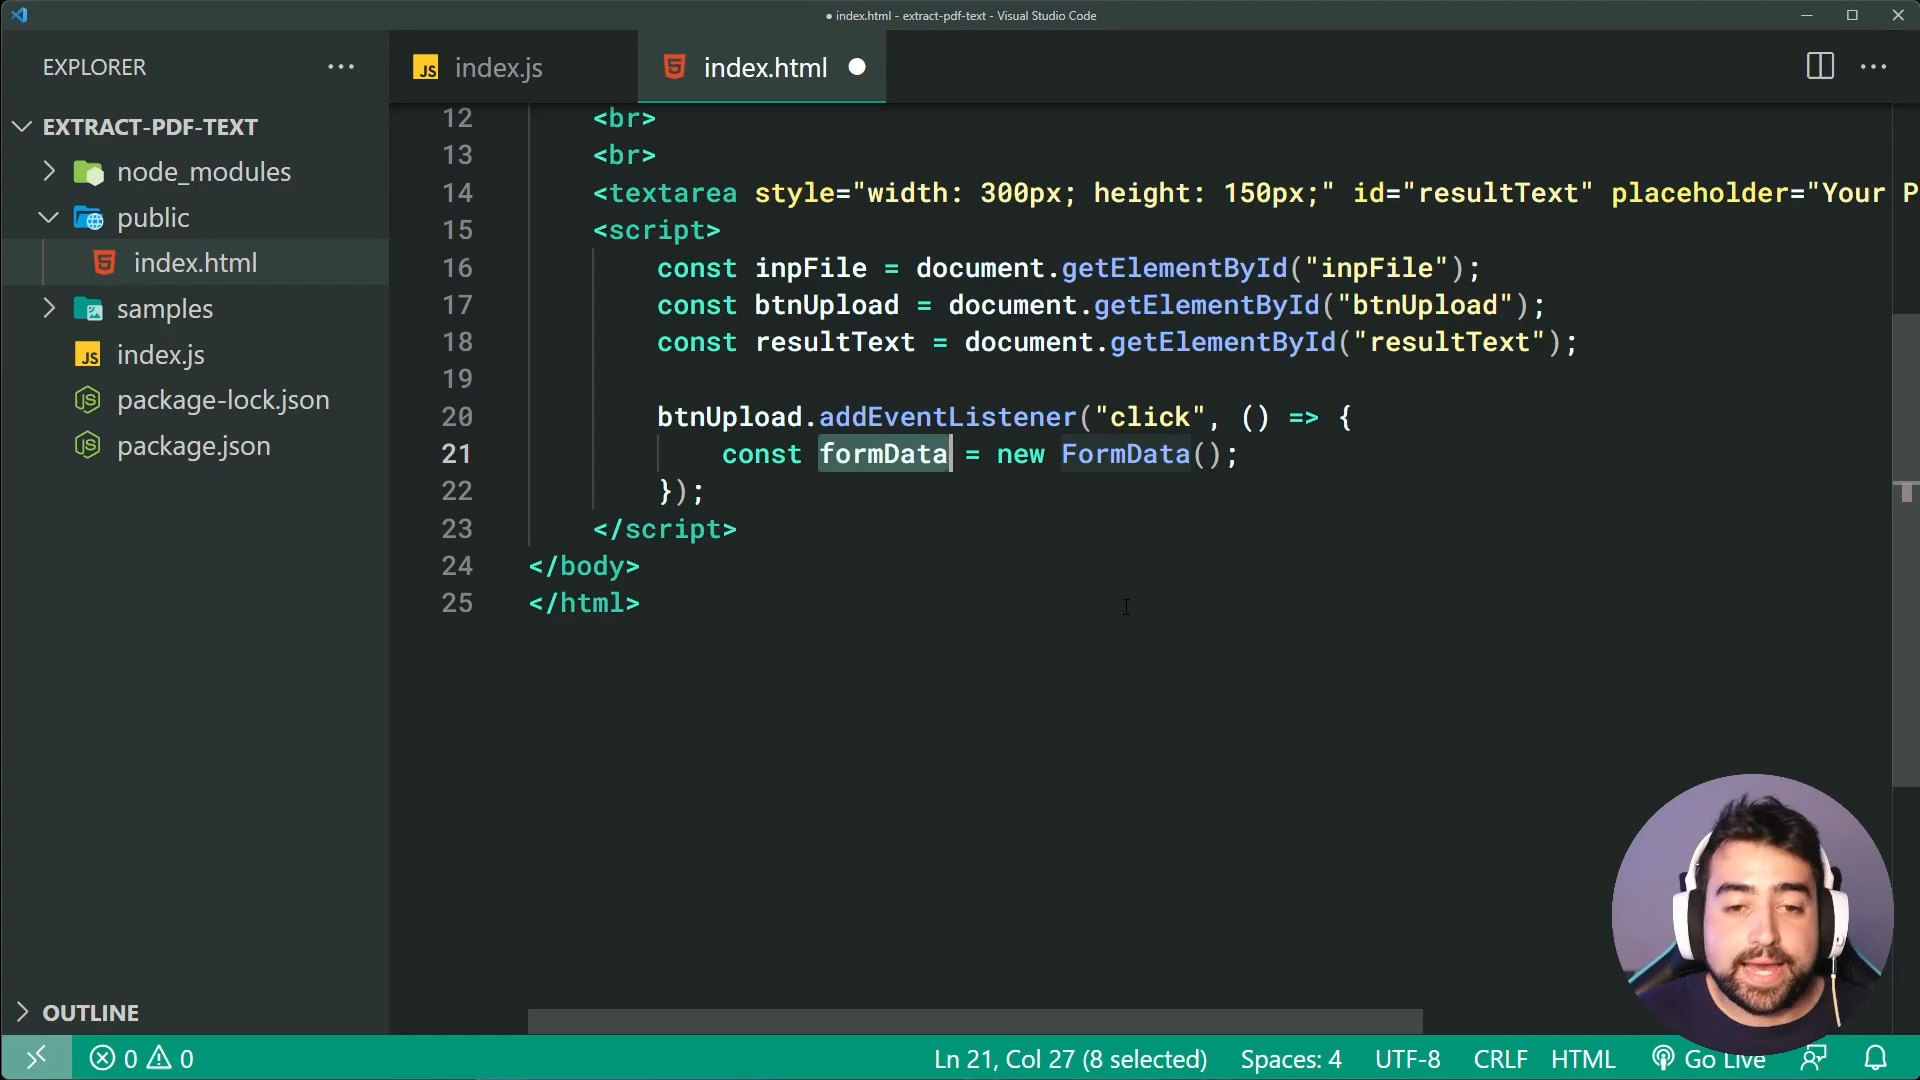 ● index.html - extract-pdf-text - Visual Studio Code
EXPLORER
JS index.js
index.html
EXTRACT-PDF-TEXT
node_modules
public
index.html
samples
JS index.js
package-lock.json
package.json
OUTLINE
12 <br>
13 <br>
14 <textarea style="width: 300px; height: 150px;" id="resultText" placeholder="Your P
15 <script>
16 const inpFile = document.getElementById("inpFile");
17 const btnUpload = document.getElementById("btnUpload");
18 const resultText = document.getElementById("resultText");
19
20 btnUpload.addEventListener("click", () => {
21 const formData = new FormData();
22 });
23 </script>
24 </body>
25 </html>
0 0
Ln 21, Col 27 (8 selected) Spaces: 4 UTF-8 CRLF HTML Go Live